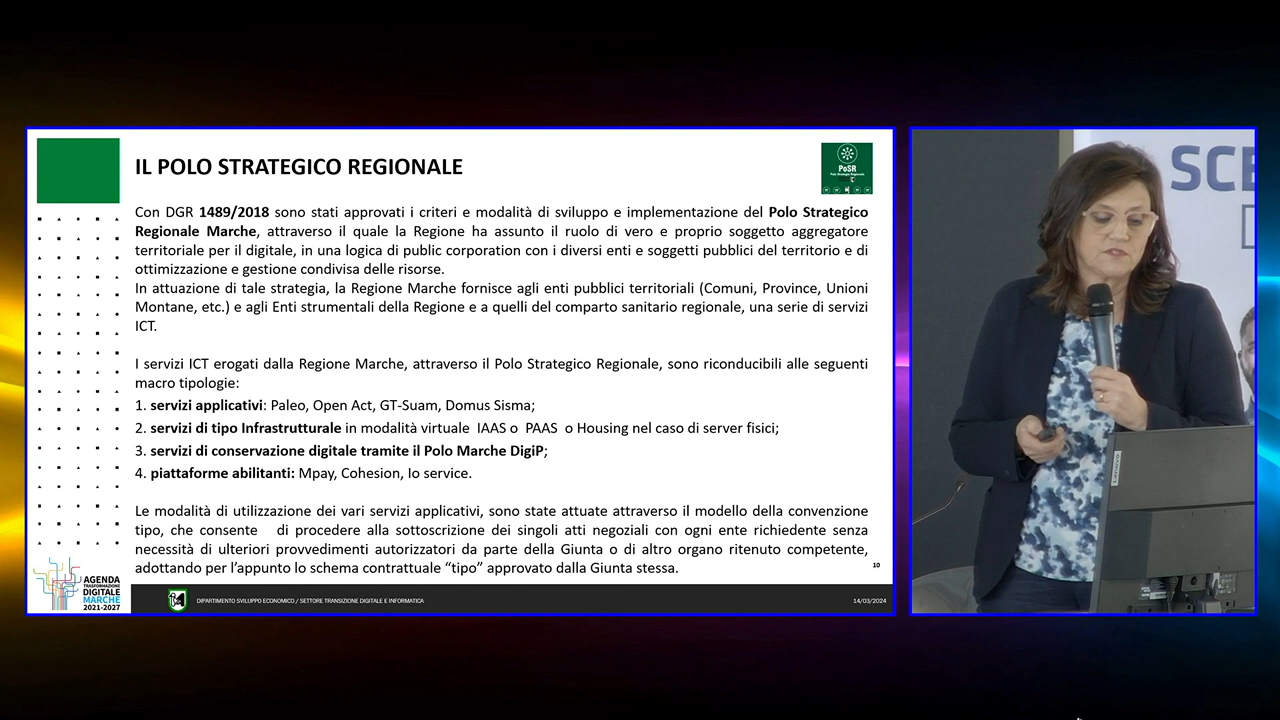 IL POLO STRATEGICO REGIONALE
PoSR
Polo Strategico Regionale
Con DGR 1489/2018 sono stati approvati i criteri e modalità di sviluppo e implementazione del Polo Strategico
Regionale Marche, attraverso il quale la Regione ha assunto il ruolo di vero e proprio soggetto aggregatore
territoriale per il digitale, in una logica di public corporation con i diversi enti e soggetti pubblici del territorio e di
ottimizzazione e gestione condivisa delle risorse.
In attuazione di tale strategia, la Regione Marche fornisce agli enti pubblici territoriali (Comuni, Province, Unioni
Montane, etc.) e agli Enti strumentali della Regione e a quelli del comparto sanitario regionale, una serie di servizi
ICT.
I servizi ICT erogati dalla Regione Marche, attraverso il Polo Strategico Regionale, sono riconducibili alle seguenti
macro tipologie:
1. servizi applicativi: Paleo, Open Act, GT-Suam, Domus Sisma;
2. servizi di tipo Infrastrutturale in modalità virtuale IAAS o PAAS o Housing nel caso di server fisici;
3. servizi di conservazione digitale tramite il Polo Marche DigiP;
4. piattaforme abilitanti: Mpay, Cohesion, Io service.
Le modalità di utilizzazione dei vari servizi applicativi, sono state attuate attraverso il modello della convenzione
tipo, che consente di procedere alla sottoscrizione dei singoli atti negoziali con ogni ente richiedente senza
necessità di ulteriori provvedimenti autorizzatori da parte della Giunta o di altro organo ritenuto competente,
adottando per l'appunto lo schema contrattuale "tipo" approvato dalla Giunta stessa.
10
AGENDA
TRASFORMAZIONE
DIGITALE
MARCHE
2021-2027
DIPARTIMENTO SVILUPPO ECONOMICO / SETTORE TRANSIZIONE DIGITALE E INFORMATICA
14/03/2024
SCE
Lenovo